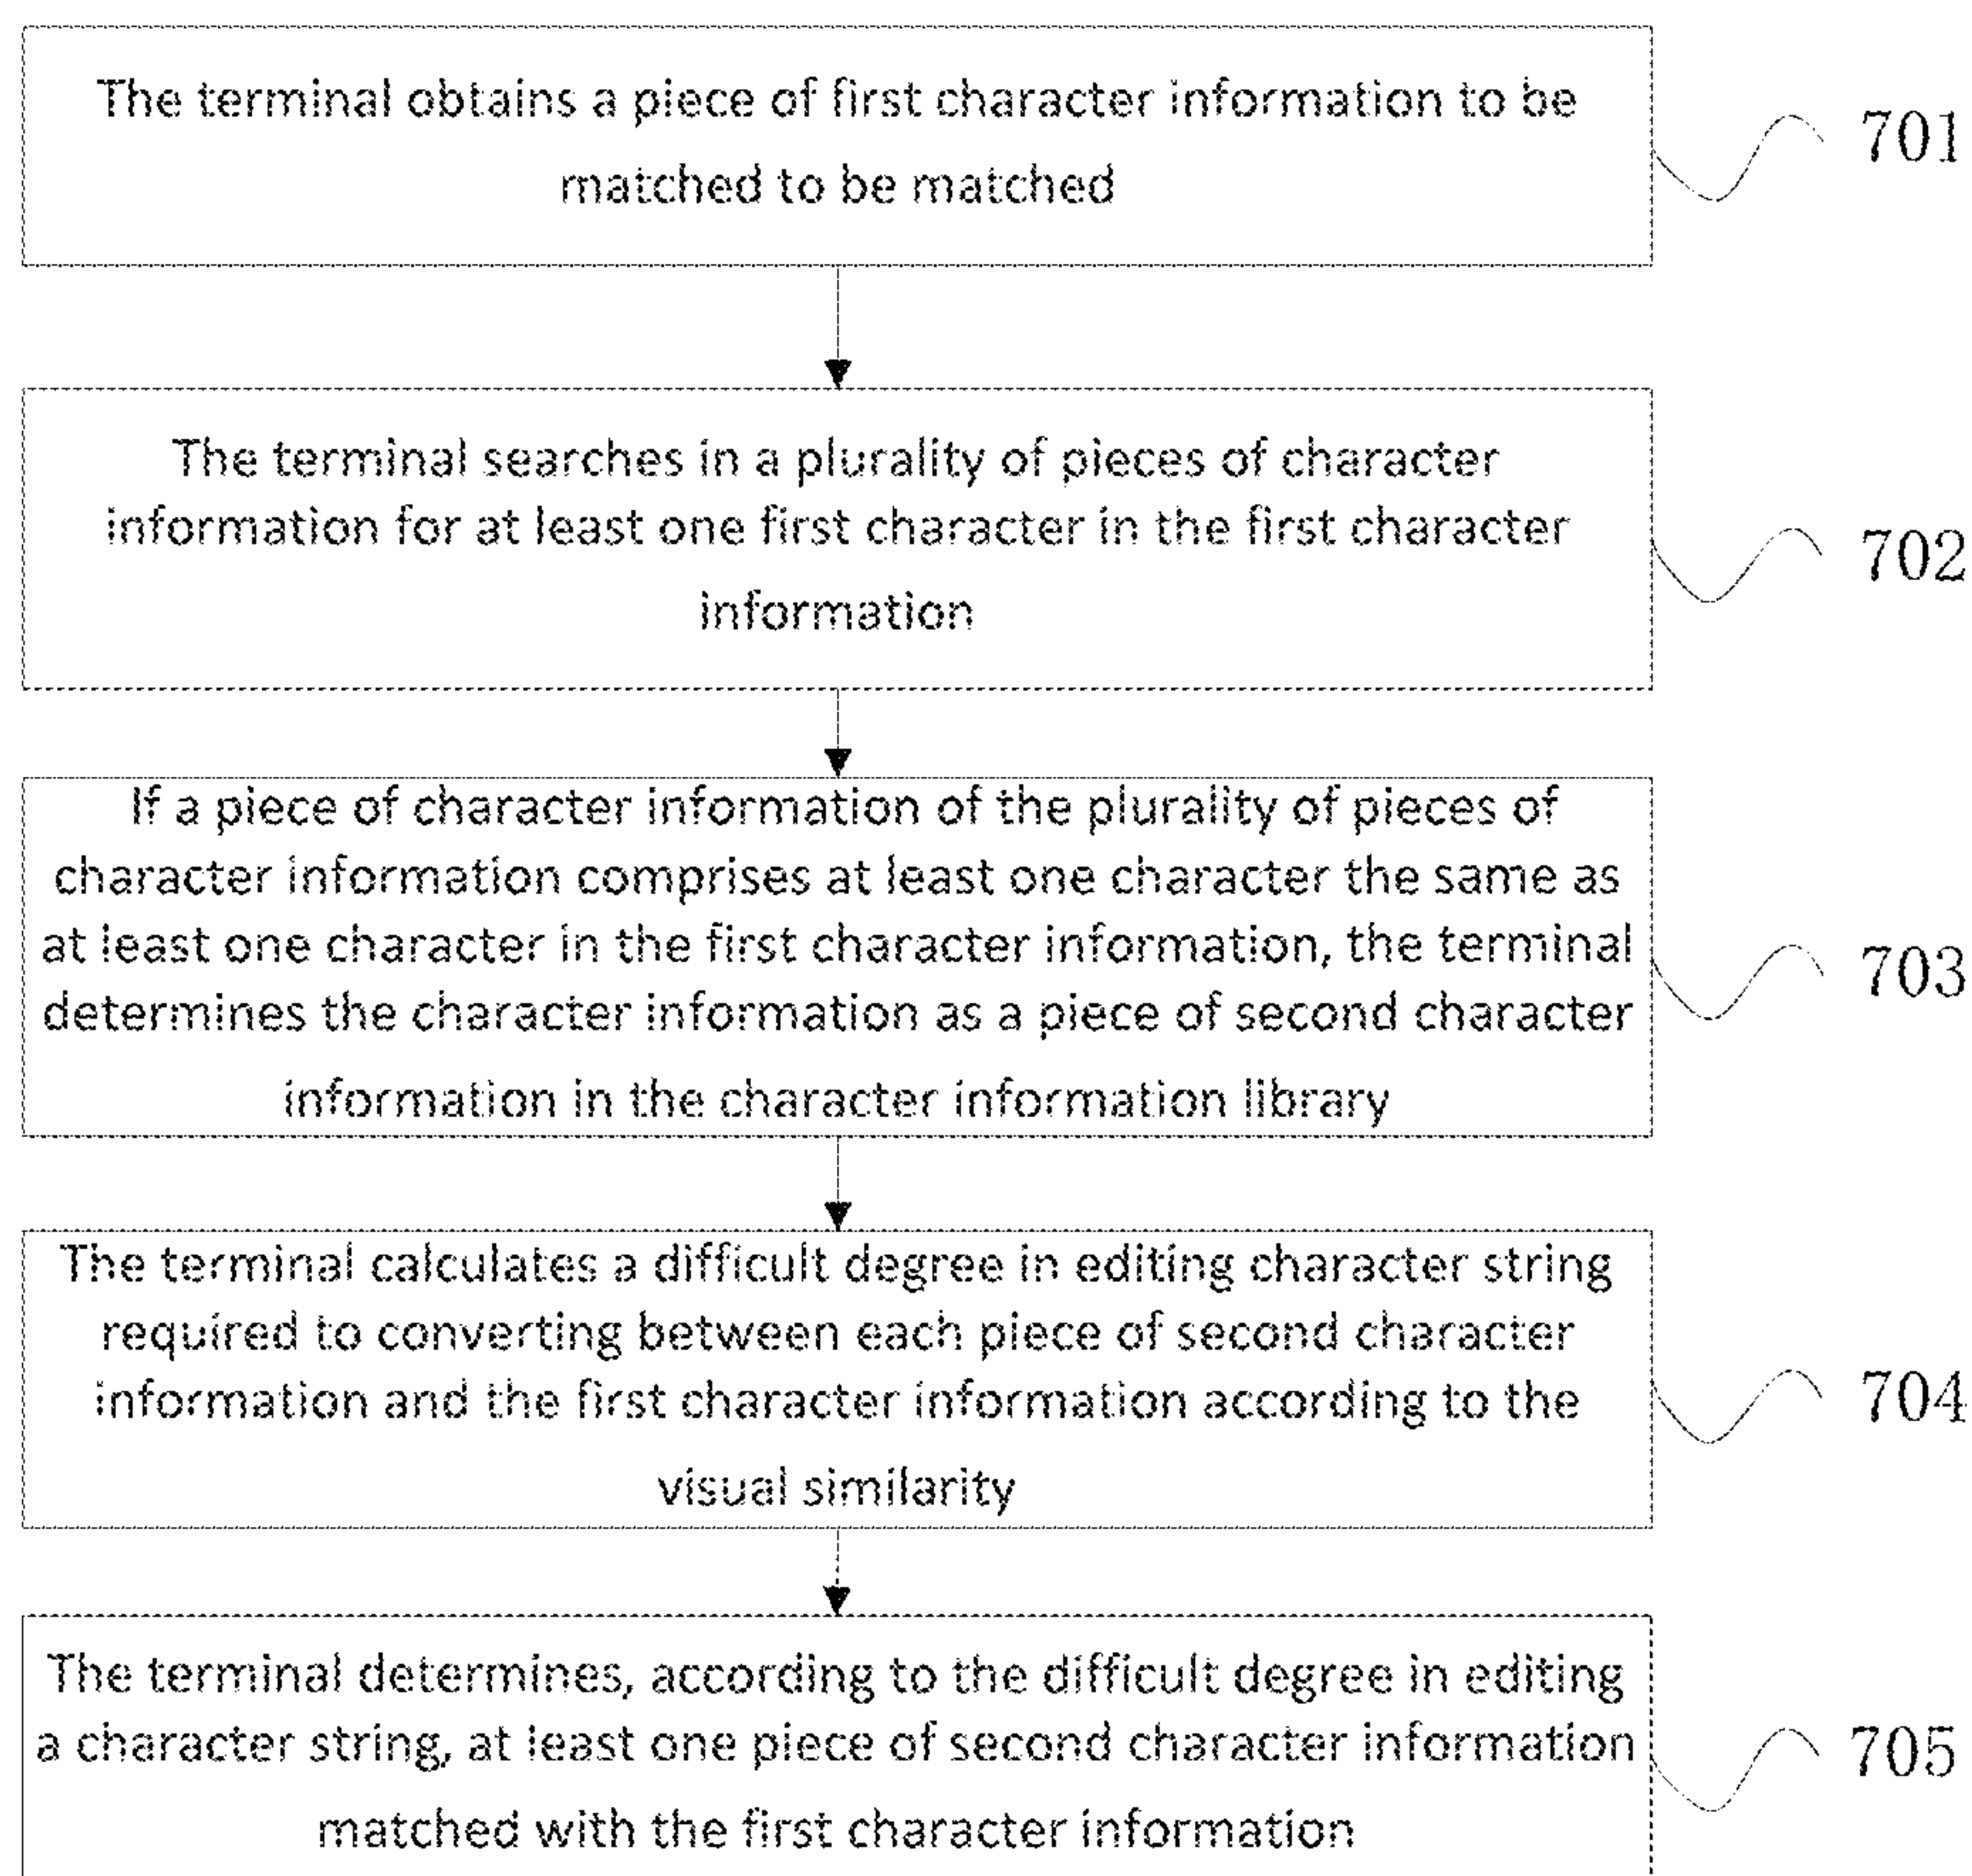 The terminal obtains a piece of first character information to be
matched to be matched
701
The terminal searches in a plurality of pieces of character
information for at least one first character in the first character
information
702
If a piece of character information of the plurality of pieces of
character information comprises at least one character the same as
at least one character in the first character information, the terminal
determines the character information as a piece of second character
information in the character information library
703
The terminal calculates a difficult degree in editing character string
required to converting between each piece of second character
information and the first character information according to the
visual similarity
704
The terminal determines, according to the difficult degree in editing
a character string, at least one piece of second character information
matched with the first character information
705